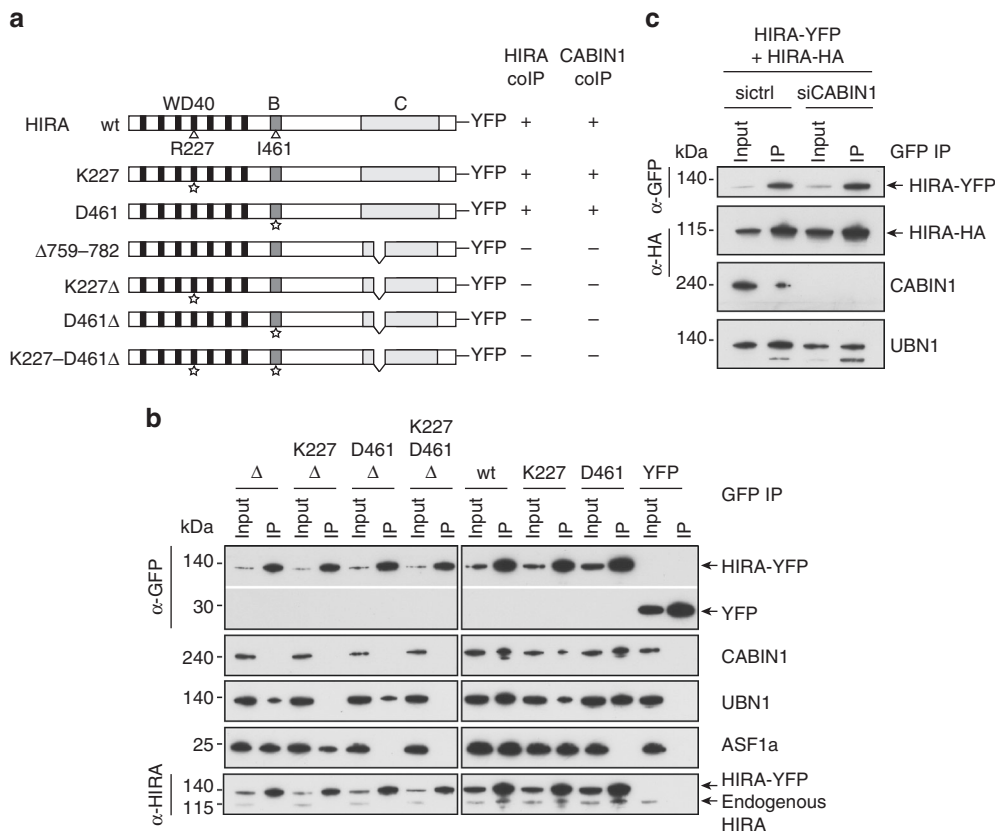 a
HIRA coIP
CABIN1 coIP
WD40 B C
HIRA wt YFP + +
R227 I461
K227 YFP + +
D461 YFP + +
Δ759–782 YFP – –
K227Δ YFP – –
D461Δ YFP – –
K227–D461Δ YFP – –
c
HIRA-YFP
+ HIRA-HA
sictrl siCABIN1
Input IP Input IP GFP IP
kDa
α-GFP 140 HIRA-YFP
α-HA 115 HIRA-HA
240 CABIN1
140 UBN1
b
Δ
K227 Δ
D461 Δ
K227 D461 Δ
wt K227 D461 YFP
GFP IP
Input IP Input IP Input IP Input IP Input IP Input IP Input IP Input IP
kDa
α-GFP
140 HIRA-YFP
30 YFP
240 CABIN1
140 UBN1
25 ASF1a
α-HIRA
140 HIRA-YFP
115 Endogenous
HIRA